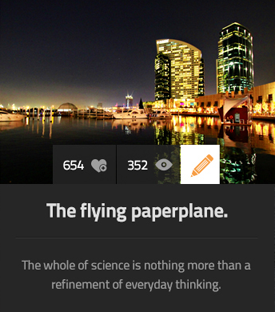 654 352
The flying paperplane.
The whole of science is nothing more than a
refinement of everyday thinking.